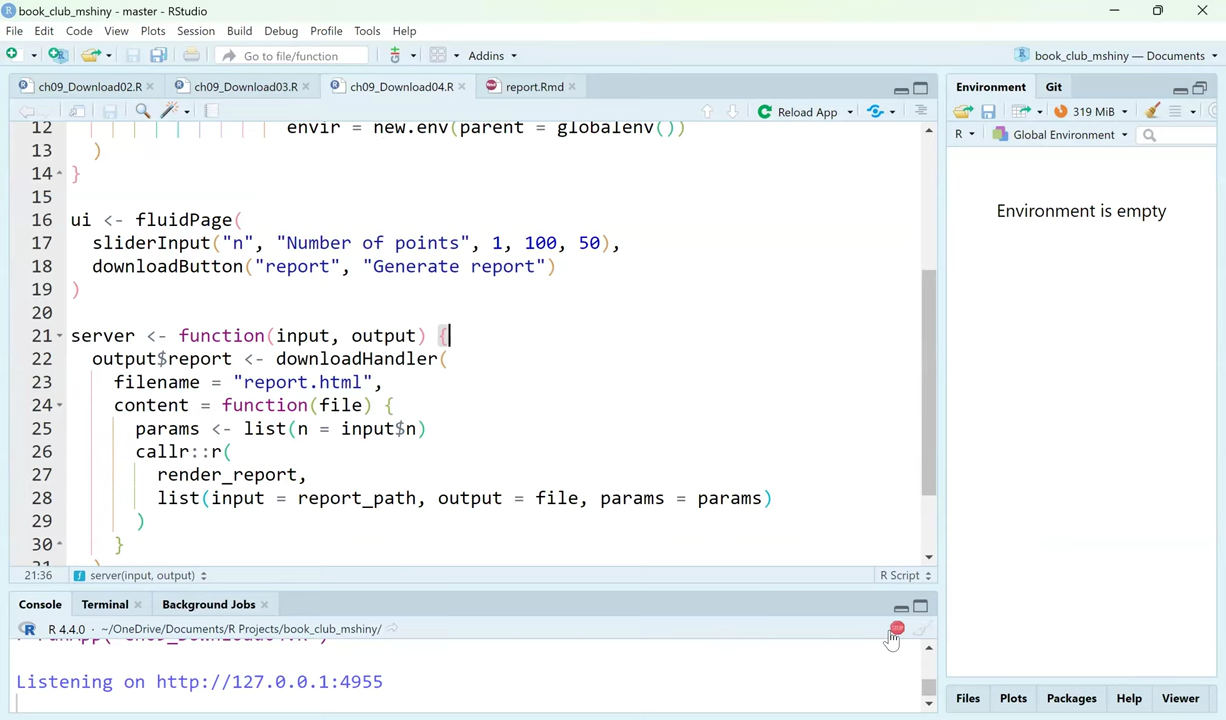 book_club_mshiny - master - RStudio
File Edit Code View Plots Session Build Debug Profile Tools Help
Go to file/function Addins book_club_mshiny — Documents
ch09_Download02.R ch09_Download03.R ch09_Download04.R report.Rmd
Reload App
12 envir = new.env(parent = globalenv())
13 )
14 }
15
16 ui <- fluidPage(
17 sliderInput("n", "Number of points", 1, 100, 50),
18 downloadButton("report", "Generate report")
19 )
20
21 server <- function(input, output) {
22 output$report <- downloadHandler(
23 filename = "report.html",
24 content = function(file) {
25 params <- list(n = input$n)
26 callr::r(
27 render_report,
28 list(input = report_path, output = file, params = params)
29 )
30 }
31 )
21:36 server(input, output) R Script
Console Terminal Background Jobs
R 4.4.0 · ~/OneDrive/Documents/R Projects/book_club_mshiny/
STOP
Listening on http://127.0.0.1:4955
Environment Git
319 MiB
R Global Environment
Environment is empty
Files Plots Packages Help Viewer